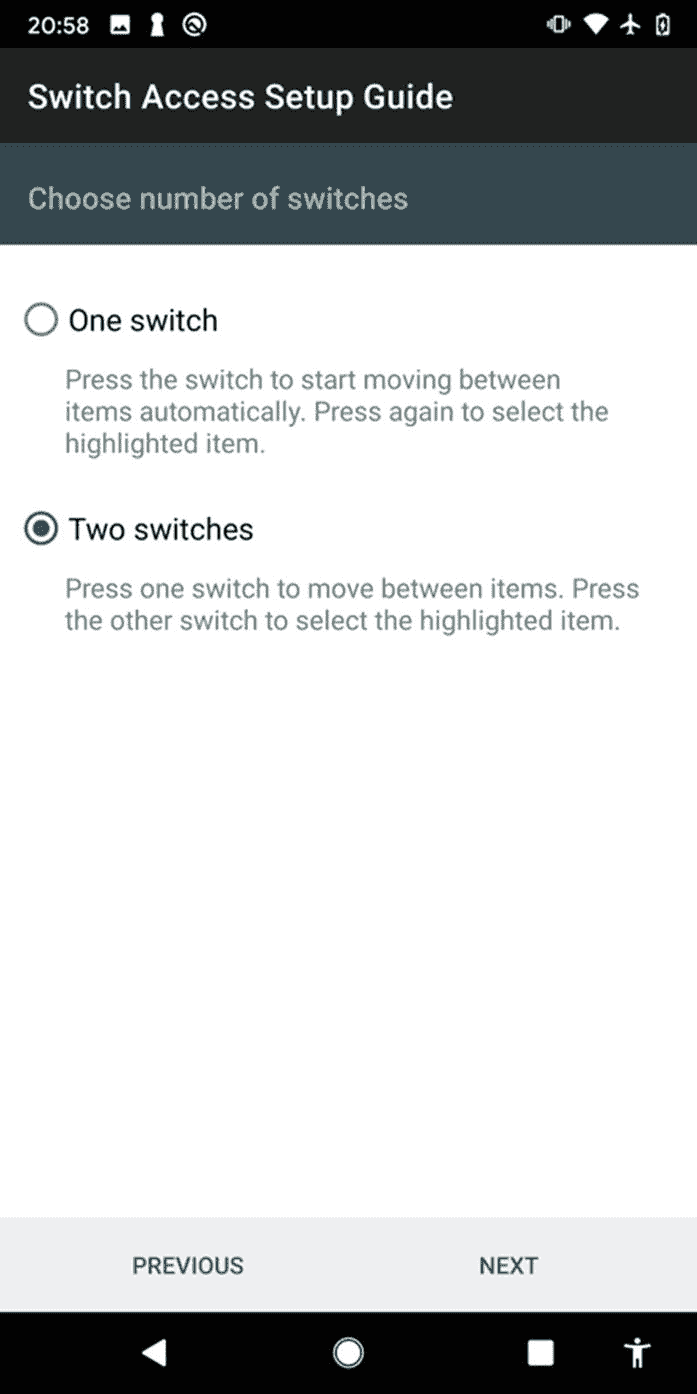 20:58
Switch Access Setup Guide
Choose number of switches
One switch
Press the switch to start moving between
items automatically. Press again to select the
highlighted item.
Two switches
Press one switch to move between items. Press
the other switch to select the highlighted item.
PREVIOUS
NEXT